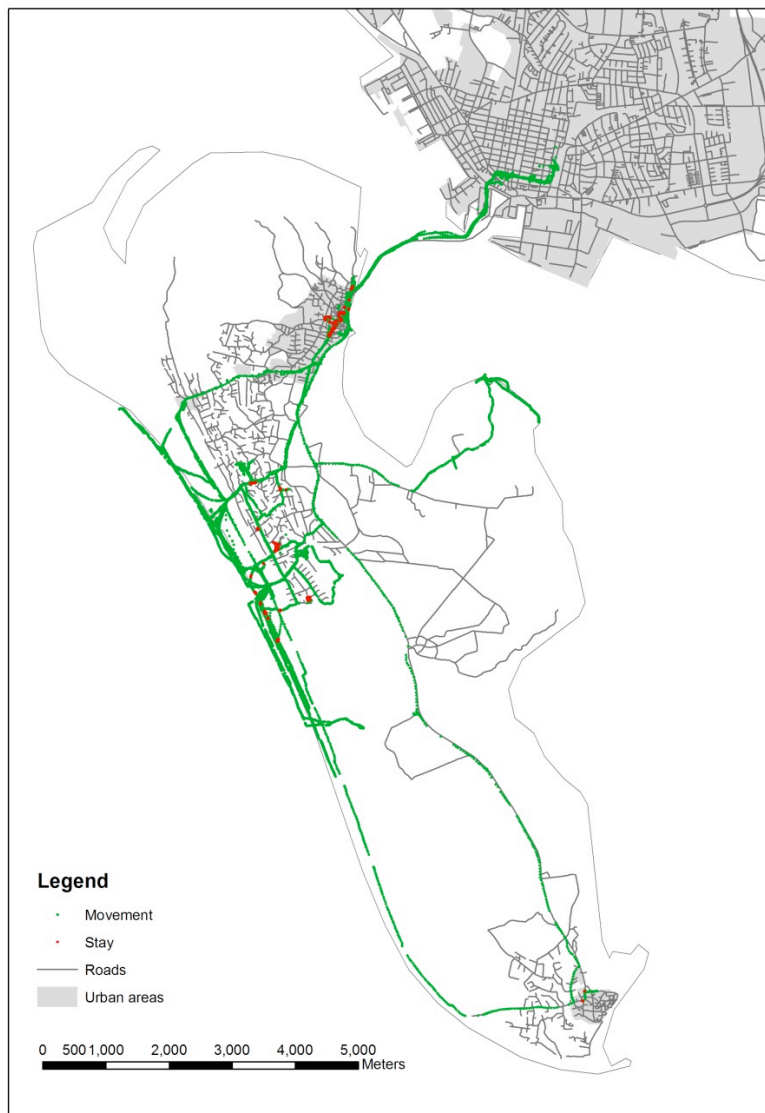 Legend
Movement
Stay
Roads
Urban areas
0 500 1,000 2,000 3,000 4,000 5,000
Meters